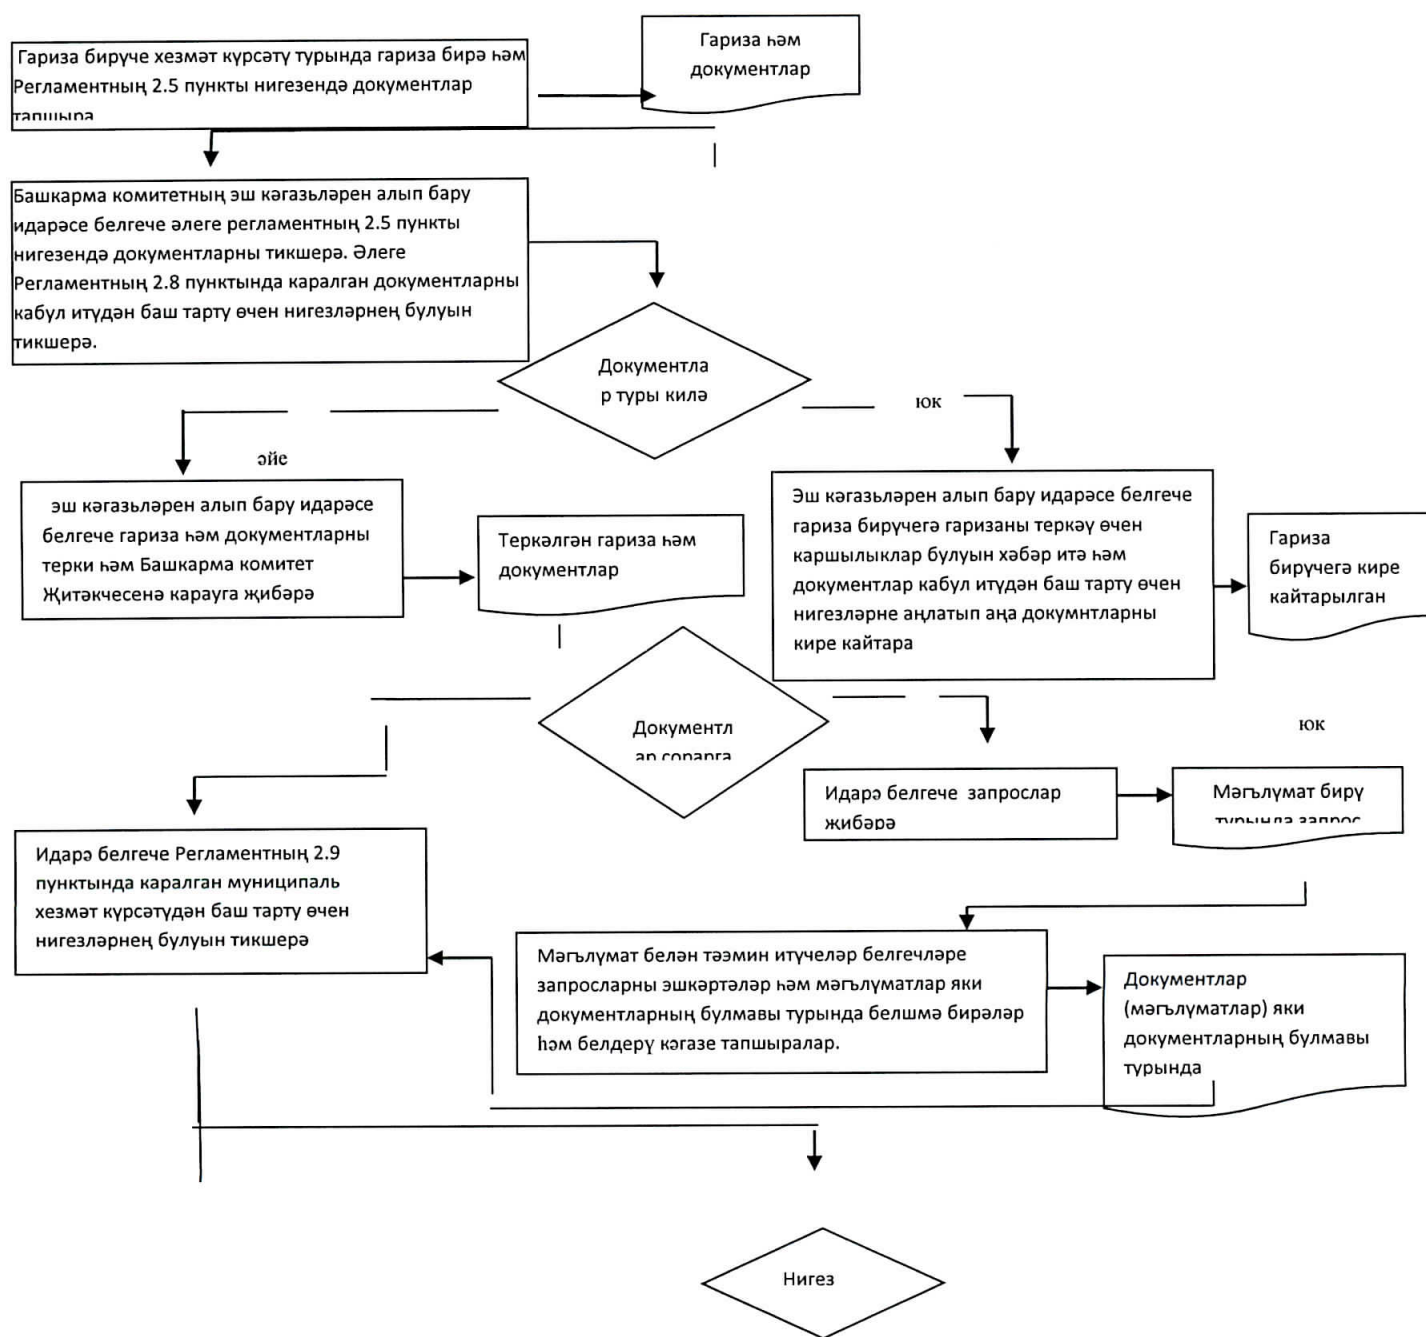 Гариза бирүче хезмәт күрсәтү турында гариза бирә һәм
Регламентның 2.5 пункты нигезендә документлар
тапшыра
Гариза һәм
документлар
Башкарма комитетның эш кәгазьләрен алып бару
идарәсе белгече әлеге регламентның 2.5 пункты
нигезендә документларны тикшерә. Әлеге
Регламентның 2.8 пунктында каралган документларны
кабул итүдән баш тарту өчен нигезләрнең булуын
тикшерә.
Документла
р туры килә
юк
әйе
эш кәгазьләрен алып бару идарәсе
белгече гариза һәм документларны
терки һәм Башкарма комитет
Җитәкчесенә карауга җибәрә
Теркәлгән гариза һәм
документлар
Эш кәгазьләрен алып бару идарәсе белгече
гариза бирүчегә гаризаны теркәү өчен
каршылыклар булуын хәбәр итә һәм
документлар кабул итүдән баш тарту өчен
нигезләрне аңлатып аңа докумнтларны
кире кайтара
Гариза
бирүчегә кире
кайтарылган
Документл
ар сорарга
юк
Идарә белгече запрослар
җибәрә
Мәгълүмат бирү
турында запрос
Идарә белгече Регламентның 2.9
пунктында каралган муниципаль
хезмәт күрсәтүдән баш тарту өчен
нигезләрнең булуын тикшерә
Мәгълүмат белән тәэмин итүчеләр белгечләре
запросларны эшкәртәләр һәм мәгълүматлар яки
документларның булмавы турында белшмә бирәләр
һәм белдерү кәгазе тапшыралар.
Документлар
(мәгълүматлар) яки
документларның булмавы
турында
Нигез